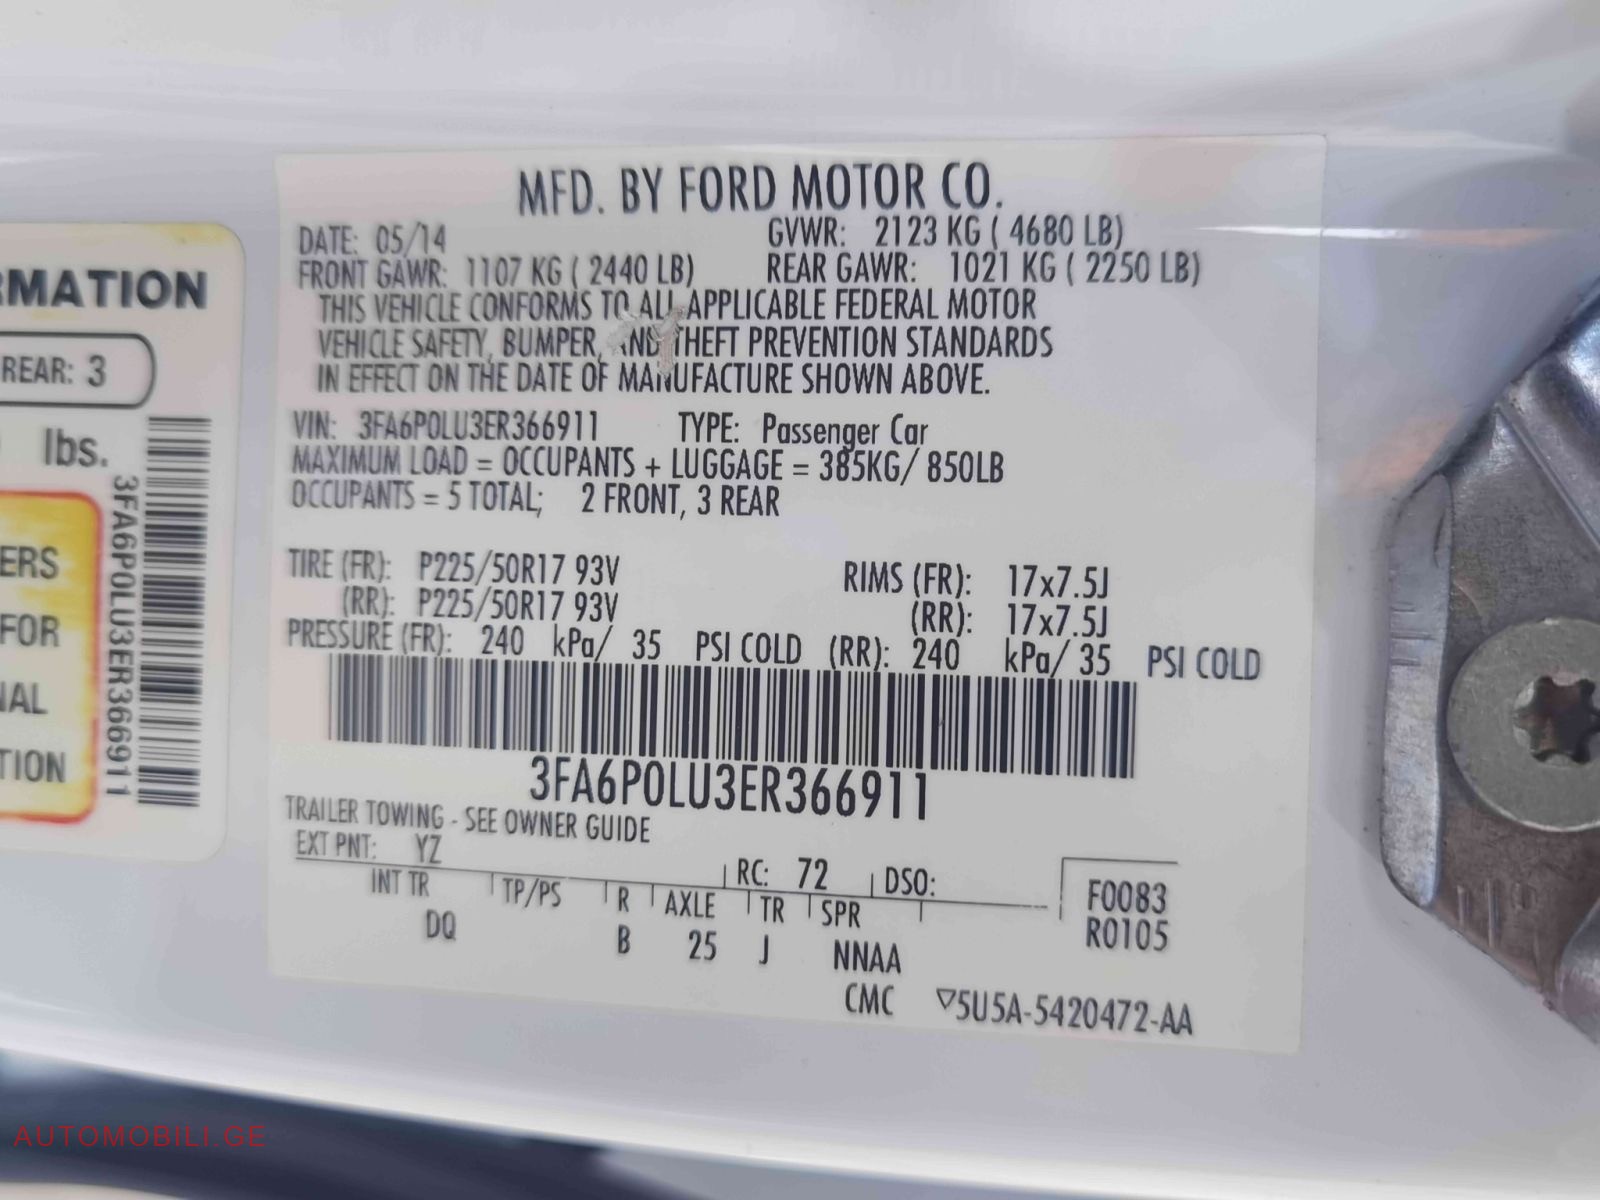 RMATION
REAR: 3
lbs.
3FA6P0LU3ER366911
ERS
FOR
NAL
TION
MFD. BY FORD MOTOR CO.
DATE: 05/14 GVWR: 2123 KG ( 4680 LB)
FRONT GAWR: 1107 KG ( 2440 LB) REAR GAWR: 1021 KG ( 2250 LB)
THIS VEHICLE CONFORMS TO ALL APPLICABLE FEDERAL MOTOR
VEHICLE SAFETY, BUMPER, AND THEFT PREVENTION STANDARDS
IN EFFECT ON THE DATE OF MANUFACTURE SHOWN ABOVE.
VIN: 3FA6P0LU3ER366911 TYPE: Passenger Car
MAXIMUM LOAD = OCCUPANTS + LUGGAGE = 385KG/ 850LB
OCCUPANTS = 5 TOTAL; 2 FRONT, 3 REAR
TIRE (FR): P225/50R17 93V RIMS (FR): 17x7.5J
(RR): P225/50R17 93V (RR): 17x7.5J
PRESSURE (FR): 240 kPa/ 35 PSI COLD (RR): 240 kPa/ 35 PSI COLD
3FA6P0LU3ER366911
TRAILER TOWING - SEE OWNER GUIDE
EXT PNT: YZ RC: 72 DSO:
INT TR TP/PS R AXLE TR SPR F0083
DQ B 25 J NNAA R0105
CMC ▽5U5A-5420472-AA
AUTOMOBILI.GE